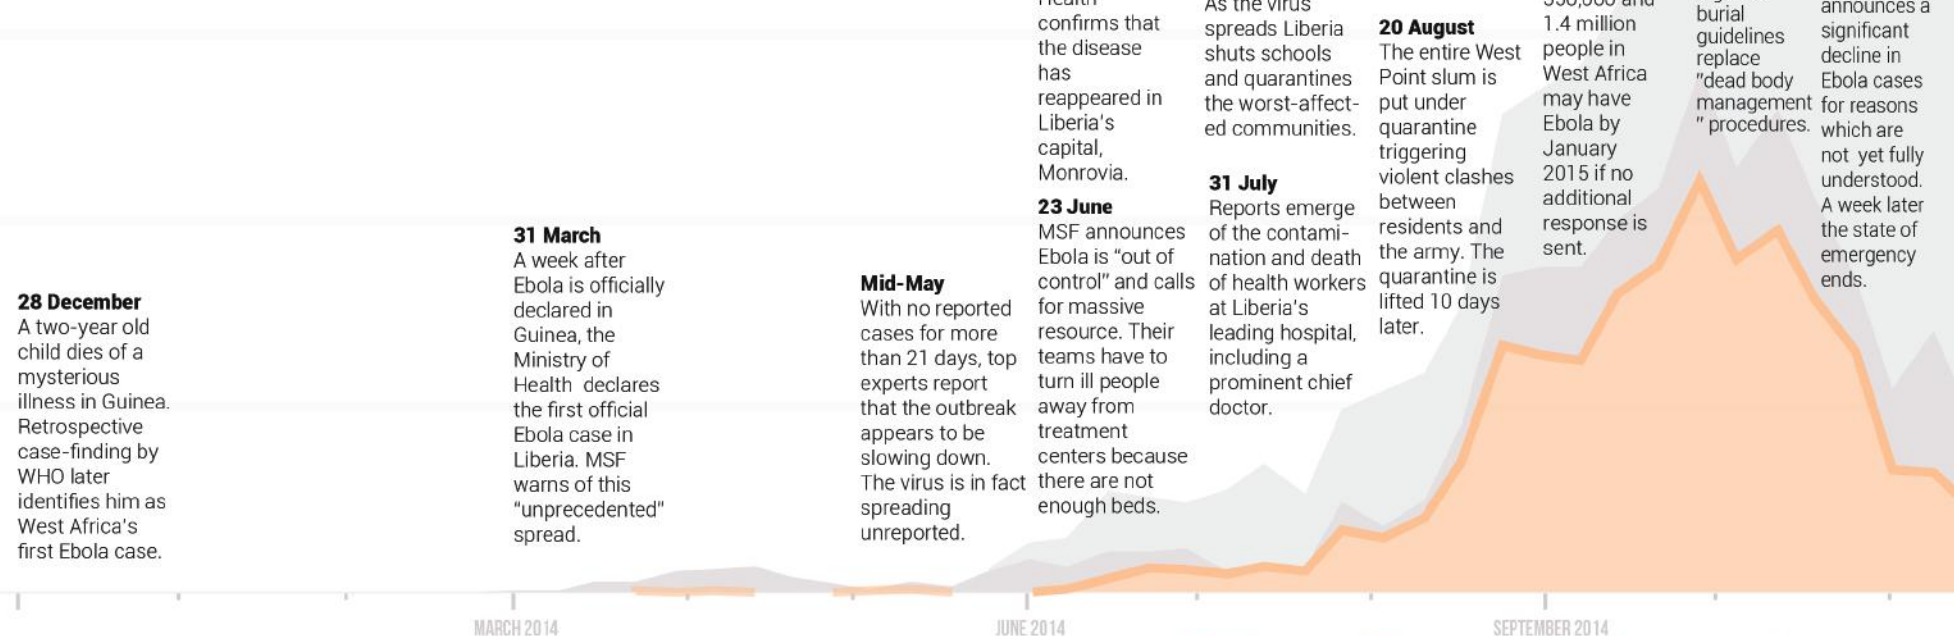 28 December
A two-year old
child dies of a
mysterious
illness in Guinea.
Retrospective
case-finding by
WHO later
identifies him as
West Africa's
first Ebola case.
31 March
A week after
Ebola is officially
declared in
Guinea, the
Ministry of
Health declares
the first official
Ebola case in
Liberia. MSF
warns of this
"unprecedented"
spread.
Mid-May
With no reported
cases for more
than 21 days, top
experts report
that the outbreak
appears to be
slowing down.
The virus is in fact
spreading
unreported.
Health
confirms that
the disease
has
reappeared in
Liberia's
capital,
Monrovia.
23 June
MSF announces
Ebola is "out of
control" and calls
for massive
resource. Their
teams have to
turn ill people
away from
treatment
centers because
there are not
enough beds.
As the virus
spreads Liberia
shuts schools
and quarantines
the worst-affect-
ed communities.
31 July
Reports emerge
of the contami-
nation and death
of health workers
at Liberia's
leading hospital,
including a
prominent chief
doctor.
20 August
The entire West
Point slum is
put under
quarantine
triggering
violent clashes
between
residents and
the army. The
quarantine is
lifted 10 days
later.
and
1.4 million
people in
West Africa
may have
Ebola by
January
2015 if no
additional
response is
sent.
burial
guidelines
replace
"dead body
management
" procedures.
announces a
significant
decline in
Ebola cases
for reasons
which are
not yet fully
understood.
A week later
the state of
emergency
ends.
MARCH 2014
JUNE 2014
SEPTEMBER 2014